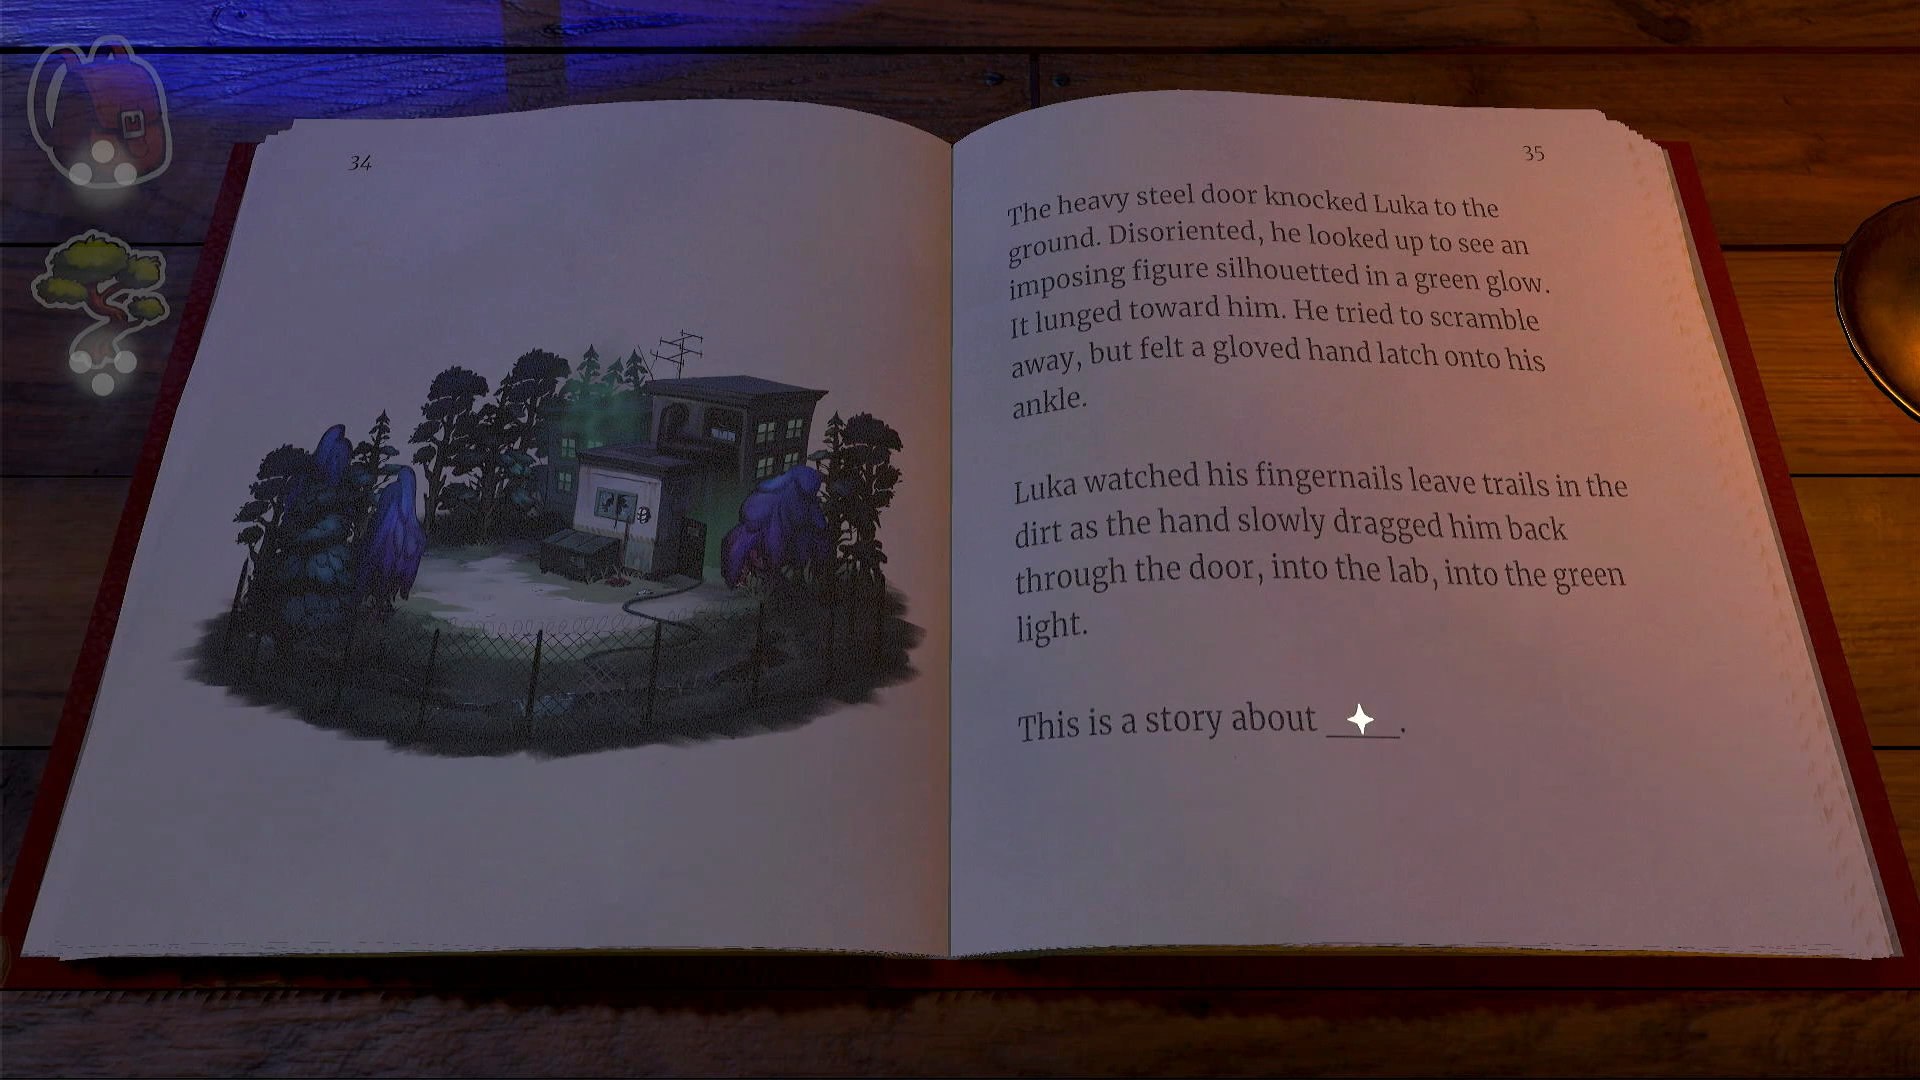 34
35
The heavy steel door knocked Luka to the
ground. Disoriented, he looked up to see an
imposing figure silhouetted in a green glow.
It lunged toward him. He tried to scramble
away, but felt a gloved hand latch onto his
ankle.
Luka watched his fingernails leave trails in the
dirt as the hand slowly dragged him back
through the door, into the lab, into the green
light.
This is a story about ____.